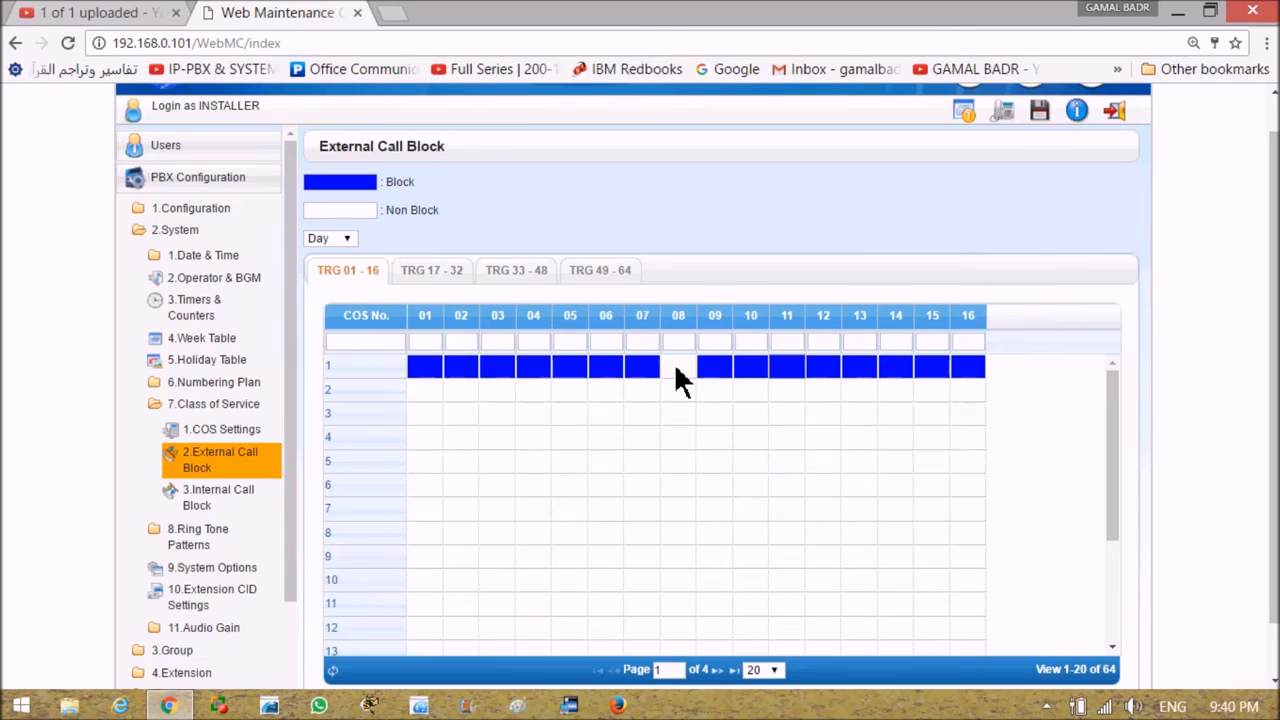 1 of 1 uploaded - Yo
Web Maintenance C
GAMAL BADR
192.168.0.101/WebMC/index
تفاسير وتراجم القرآ
IP-PBX & SYSTEM
Office Communic
Full Series | 200-1
IBM Redbooks
Google
Inbox - gamalbad
GAMAL BADR - Y
»
Other bookmarks
Login as INSTALLER
Users
PBX Configuration
1.Configuration
2.System
1.Date & Time
2.Operator & BGM
3.Timers &
Counters
4.Week Table
5.Holiday Table
6.Numbering Plan
7.Class of Service
1.COS Settings
2.External Call
Block
3.Internal Call
Block
8.Ring Tone
Patterns
9.System Options
10.Extension CID
Settings
11.Audio Gain
3.Group
4.Extension
External Call Block
: Block
: Non Block
Day
TRG 01 - 16 TRG 17 - 32 TRG 33 - 48 TRG 49 - 64
COS No. 01 02 03 04 05 06 07 08 09 10 11 12 13 14 15 16
1
2
3
4
5
6
7
8
9
10
11
12
13
Page 1 of 4 20 View 1-20 of 64
ENG 9:40 PM